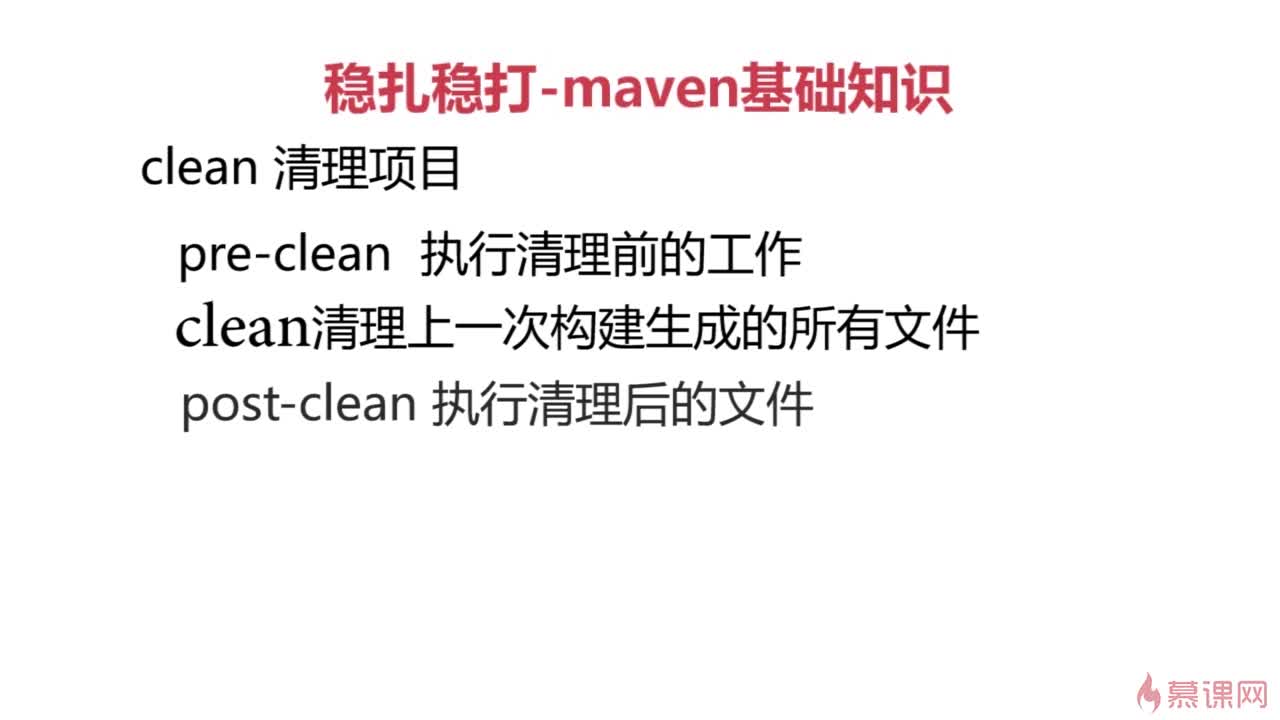 稳扎稳打-maven基础知识
clean 清理项目
pre-clean 执行清理前的工作
clean清理上一次构建生成的所有文件
post-clean 执行清理后的文件
慕课网